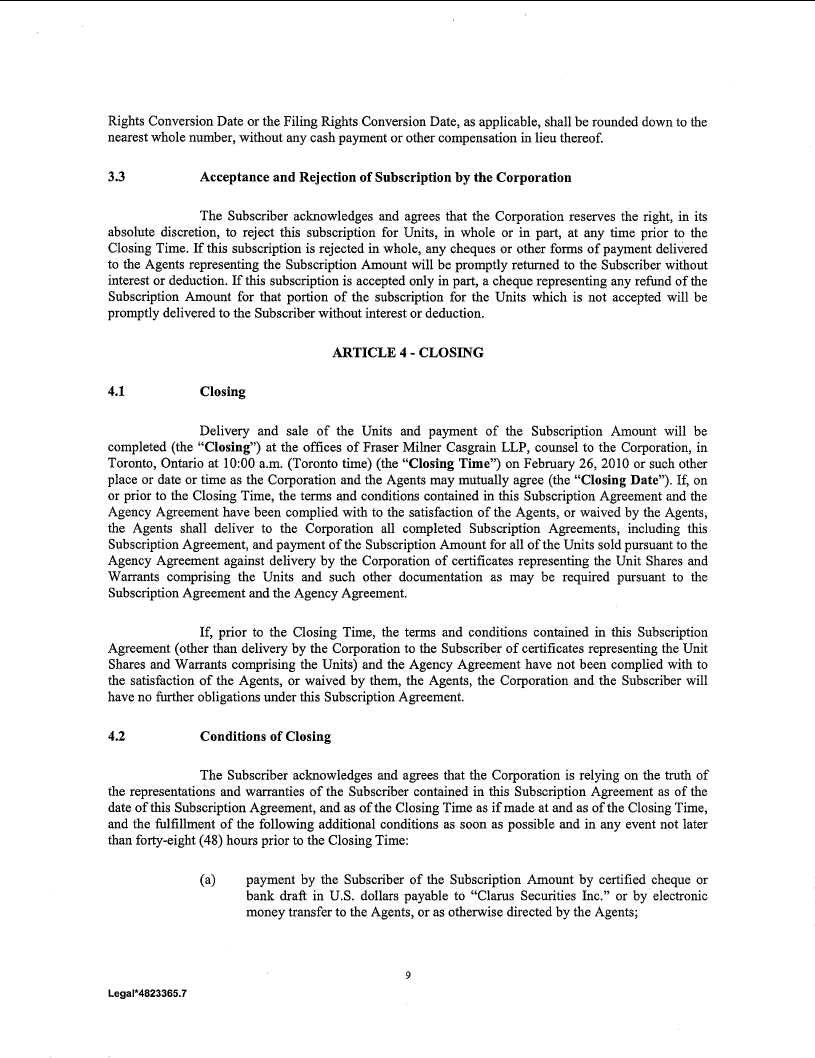 Rights Conversion Date or the Filing Rights Conversion Date, as applicable, shall be rounded down to the
nearest whole number, without any cash payment or other compensation in lieu thereof.
3.3 Acceptance and Rejection of Subscription by the Corporation
The Subscriber acknowledges and agrees that the Corporation reserves the right, in its
absolute discretion, to reject this subscription for Units, in whole or in part, at any time prior to the
Closing Time. If this subscription is rejected in whole, any cheques or other forms of payment delivered
to the Agents representing the Subscription Amount will be promptly returned to the Subscriber without
interest or deduction. If this subscription is accepted only in part, a cheque representing any refund of the
Subscription Amount for that portion of the subscription for the Units which is not accepted will be
promptly delivered to the Subscriber without interest or deduction.
ARTICLE 4 - CLOSING
4.1 Closing
Delivery and sale of the Units and payment of the Subscription Amount will be
completed (the “Closing”) at the offices of Fraser Milner Casgrain LLP, counsel to the Corporation, in
Toronto, Ontario at 10:00 a.m. (Toronto time) (the “Closing Time”) on February 26, 2010 or such other
place or date or time as the Corporation and the Agents may mutually agree (the “Closing Date”). If, on
or prior to the Closing Time, the terms and conditions contained in this Subscription Agreement and the
Agency Agreement have been complied with to the satisfaction of the Agents, or waived by the Agents,
the Agents shall deliver to the Corporation all completed Subscription Agreements, including this
Subscription Agreement, and payment of the Subscription Amount for all of the Units sold pursuant to the
Agency Agreement against delivery by the Corporation of certificates representing the Unit Shares and
Warrants comprising the Units and such other documentation as may be required pursuant to the
Subscription Agreement and the Agency Agreement.
If, prior to the Closing Time, the terms and conditions contained in this Subscription
Agreement (other than delivery by the Corporation to the Subscriber of certificates representing the Unit
Shares and Warrants comprising the Units) and the Agency Agreement have not been complied with to
the satisfaction of the Agents, or waived by them, the Agents, the Corporation and the Subscriber will
have no further obligations under this Subscription Agreement.
4.2 Conditions of Closing
The Subscriber acknowledges and agrees that the Corporation is relying on the truth of
the representations and warranties of the Subscriber contained in this Subscription Agreement as of the
date of this Subscription Agreement, and as of the Closing Time as if made at and as of the Closing Time,
and the fulfillment of the following additional conditions as soon as possible and in any event not later
than forty-eight (48) hours prior to the Closing Time:
(a) payment by the Subscriber of the Subscription Amount by certified cheque or
bank draft in U.S. dollars payable to “Clarus Securities Inc.” or by electronic
money transfer to the Agents, or as otherwise directed by the Agents;
9
Legal*4823365.7